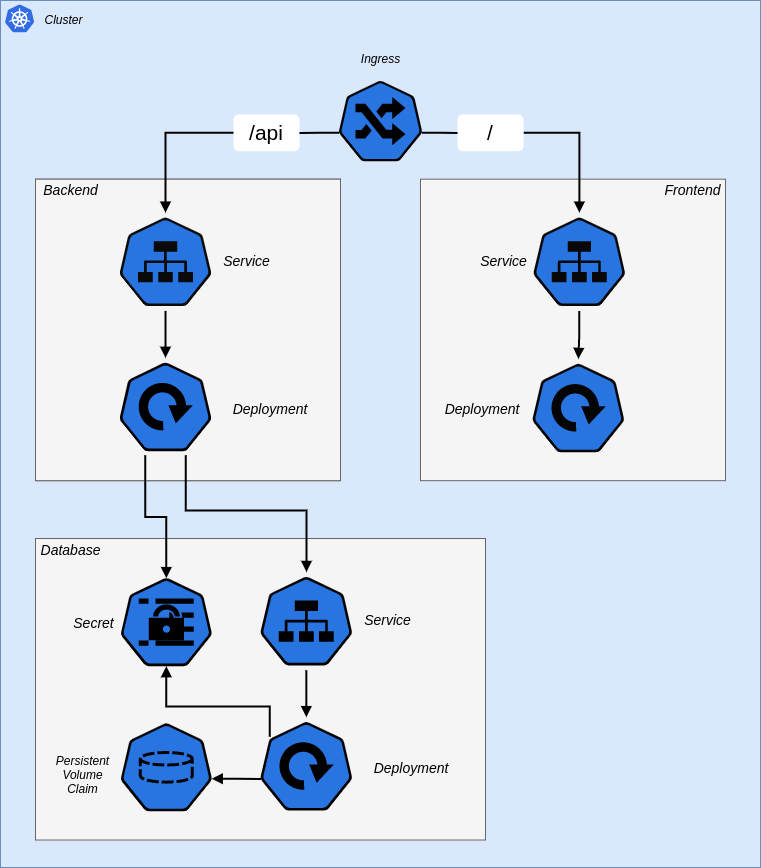 Cluster
Ingress
/api
/
Backend
Frontend
Service
Service
Deployment
Deployment
Database
Secret
Service
Persistent
Volume
Claim
Deployment